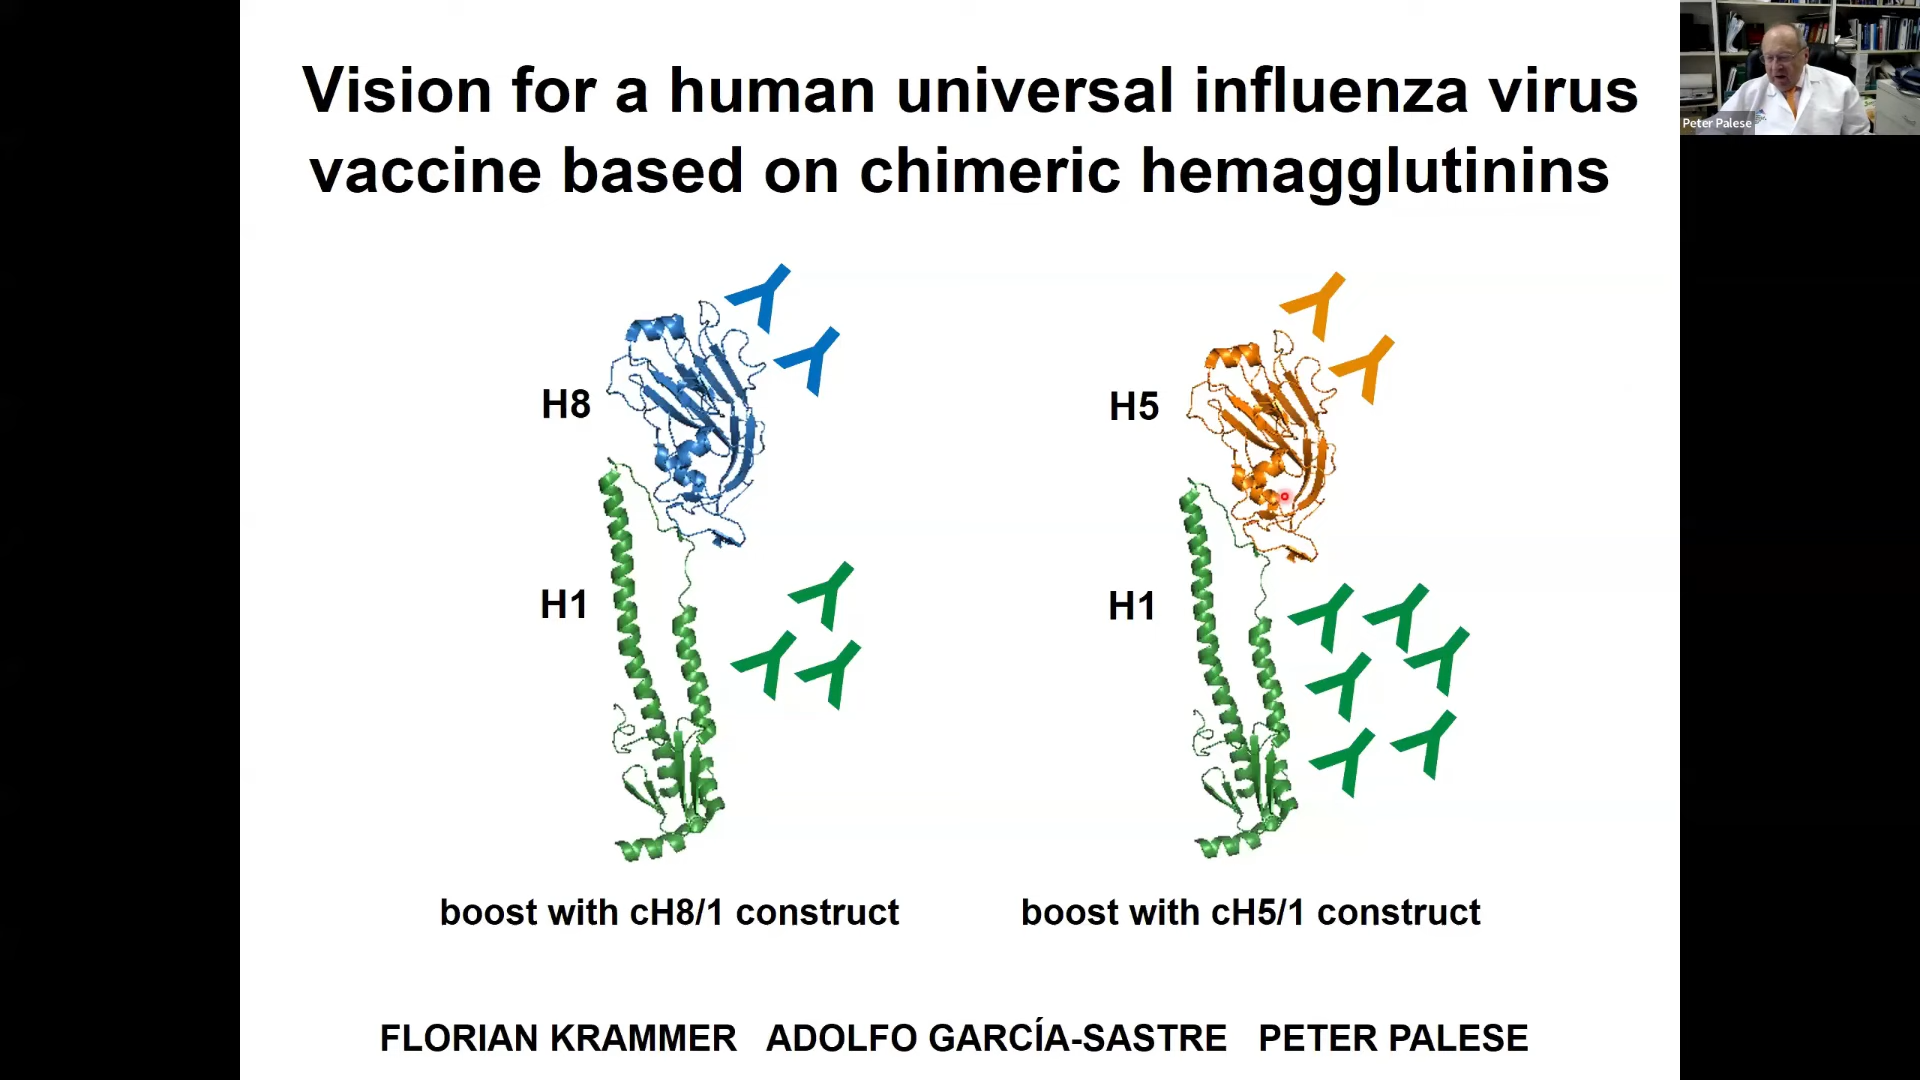 Vision for a human universal influenza virus
vaccine based on chimeric hemagglutinins
Peter Palese
H8
H5
H1
H1
boost with cH8/1 construct
boost with cH5/1 construct
FLORIAN KRAMMER ADOLFO GARCÍA-SASTRE PETER PALESE